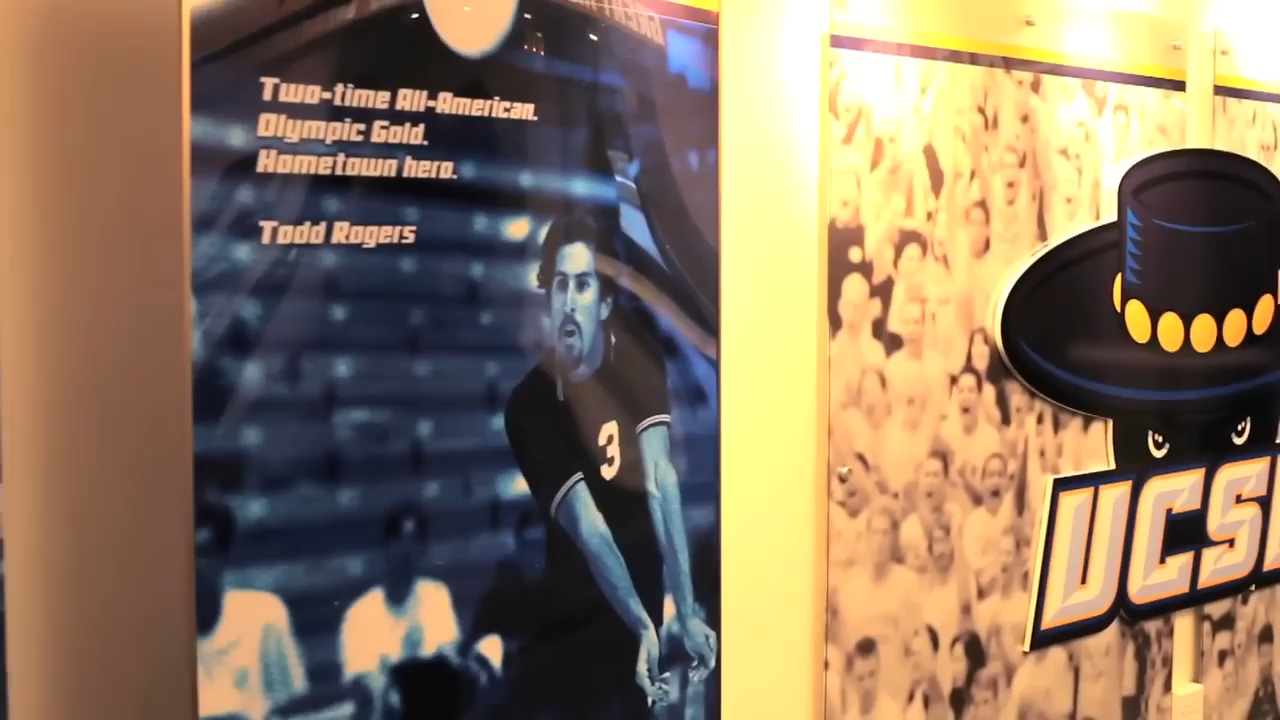 Two-time All-American.
Olympic Gold.
Hometown hero.
Todd Rogers
3
UCS